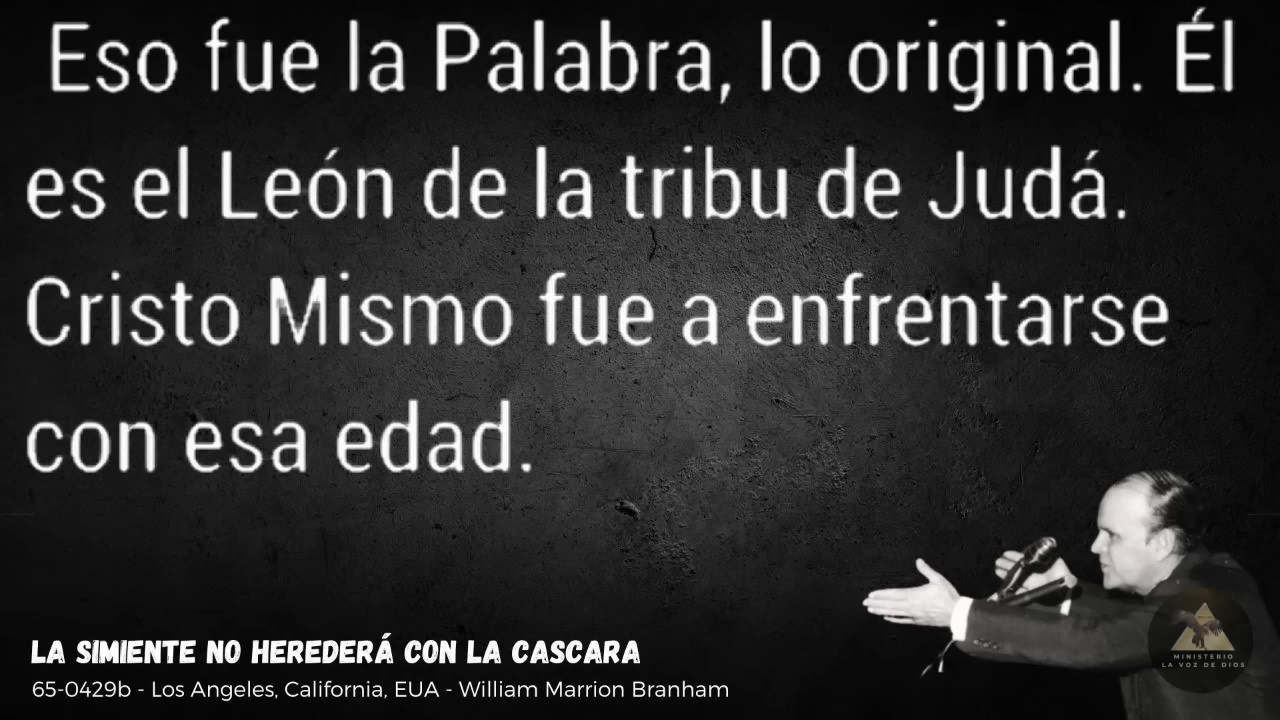 Eso fue la Palabra, lo original. Él
es el León de la tribu de Judá.
Cristo Mismo fue a enfrentarse
con esa edad.
LA SIMIENTE NO HEREDERÁ CON LA CASCARA
65-0429b - Los Angeles, California, EUA - William Marrion Branham
MINISTERIO
LA VOZ DE DIOS